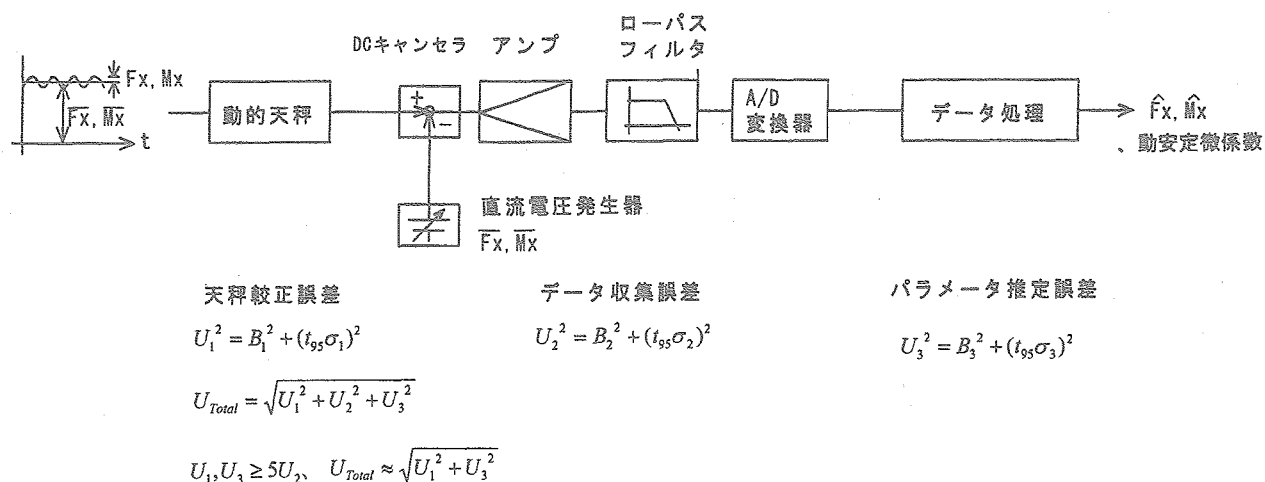 ローパス
フィルタ
DCキャンセラ アンプ
Fx, Mx
F̅x̅, M̅x̅
t
動的天秤
+
-
A/D
変換器
データ処理
F̂x, M̂x
、動安定微係数
直流電圧発生器
F̅x, M̅x
天秤較正誤差 データ収集誤差 パラメータ推定誤差
U₁² = B₁² + (t₉₅σ₁)² U₂² = B₂² + (t₉₅σ₂)² U₃² = B₃² + (t₉₅σ₃)²
U_Total = √(U₁² + U₂² + U₃²)
U₁, U₃ ≥ 5U₂、 U_Total ≈ √(U₁² + U₃²)